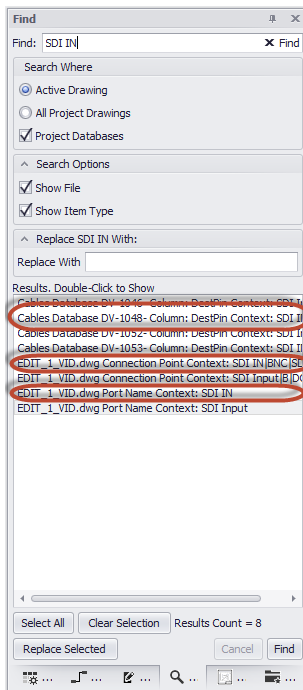 Find
Find: SDI IN Find
Search Where
Active Drawing
All Project Drawings
Project Databases
Search Options
Show File
Show Item Type
Replace SDI IN With:
Replace With
Results. Double-Click to Show
Cables Database DV-1046- Column: DestPin Context: SDI I
Cables Database DV-1048- Column: DestPin Context: SDI I
Cables Database DV-1052- Column: DestPin Context: SDI I
Cables Database DV-1053- Column: DestPin Context: SDI I
EDIT_1_VID.dwg Connection Point Context: SDI IN|BNC|SD
EDIT_1_VID.dwg Connection Point Context: SDI Input|B|DC
EDIT_1_VID.dwg Port Name Context: SDI IN
EDIT_1_VID.dwg Port Name Context: SDI Input
Select All Clear Selection Results Count = 8
Replace Selected Cancel Find
... ... ... ... ... ...